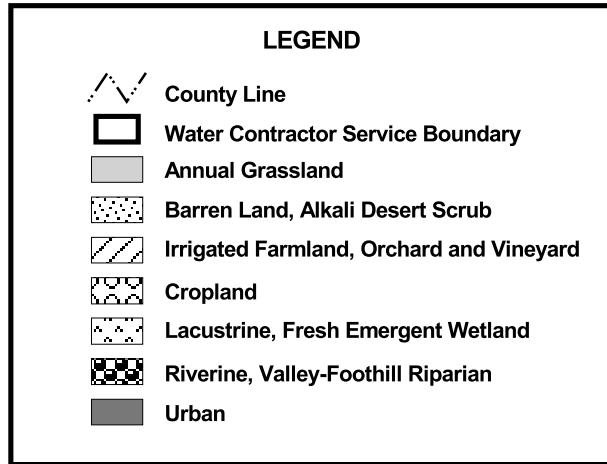 LEGEND
County Line
Water Contractor Service Boundary
Annual Grassland
Barren Land, Alkali Desert Scrub
Irrigated Farmland, Orchard and Vineyard
Cropland
Lacustrine, Fresh Emergent Wetland
Riverine, Valley-Foothill Riparian
Urban